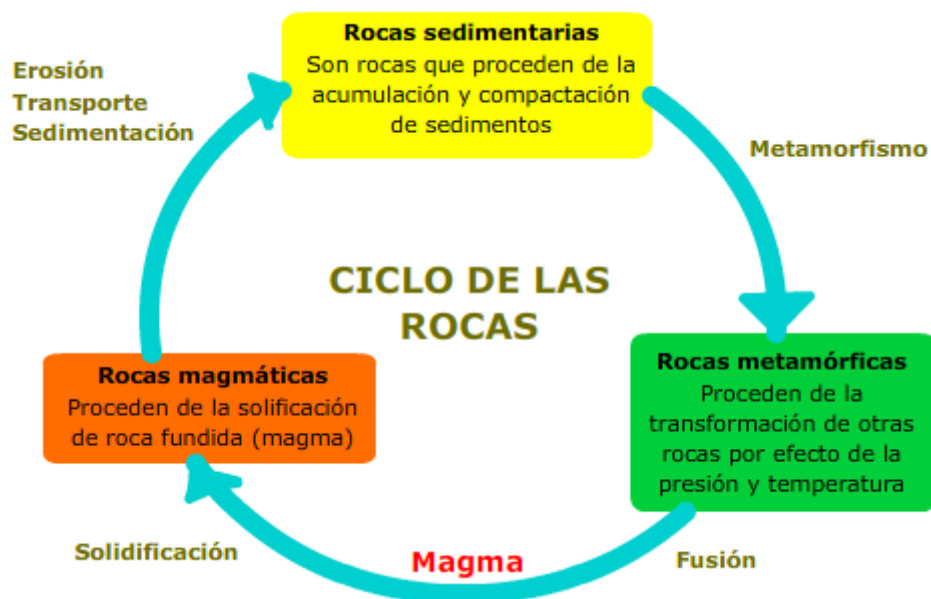 Rocas sedimentarias
Son rocas que proceden de la
acumulación y compactación
de sedimentos
Erosión
Transporte
Sedimentación
Metamorfismo
CICLO DE LAS
ROCAS
Rocas magmáticas
Proceden de la solificación
de roca fundida (magma)
Rocas metamórficas
Proceden de la
transformación de otras
rocas por efecto de la
presión y temperatura
Solidificación
Magma
Fusión